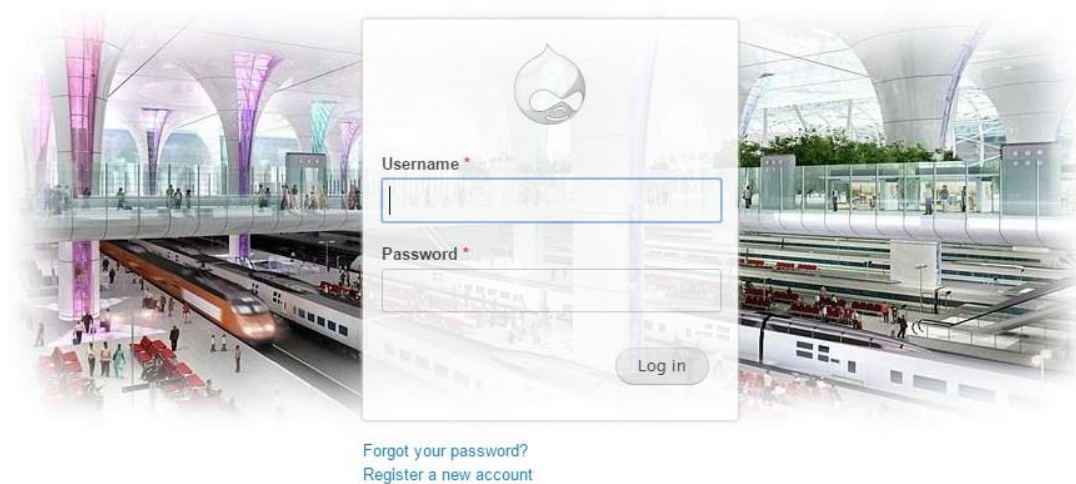 Username *
Password *
Log in
Forgot your password?
Register a new account